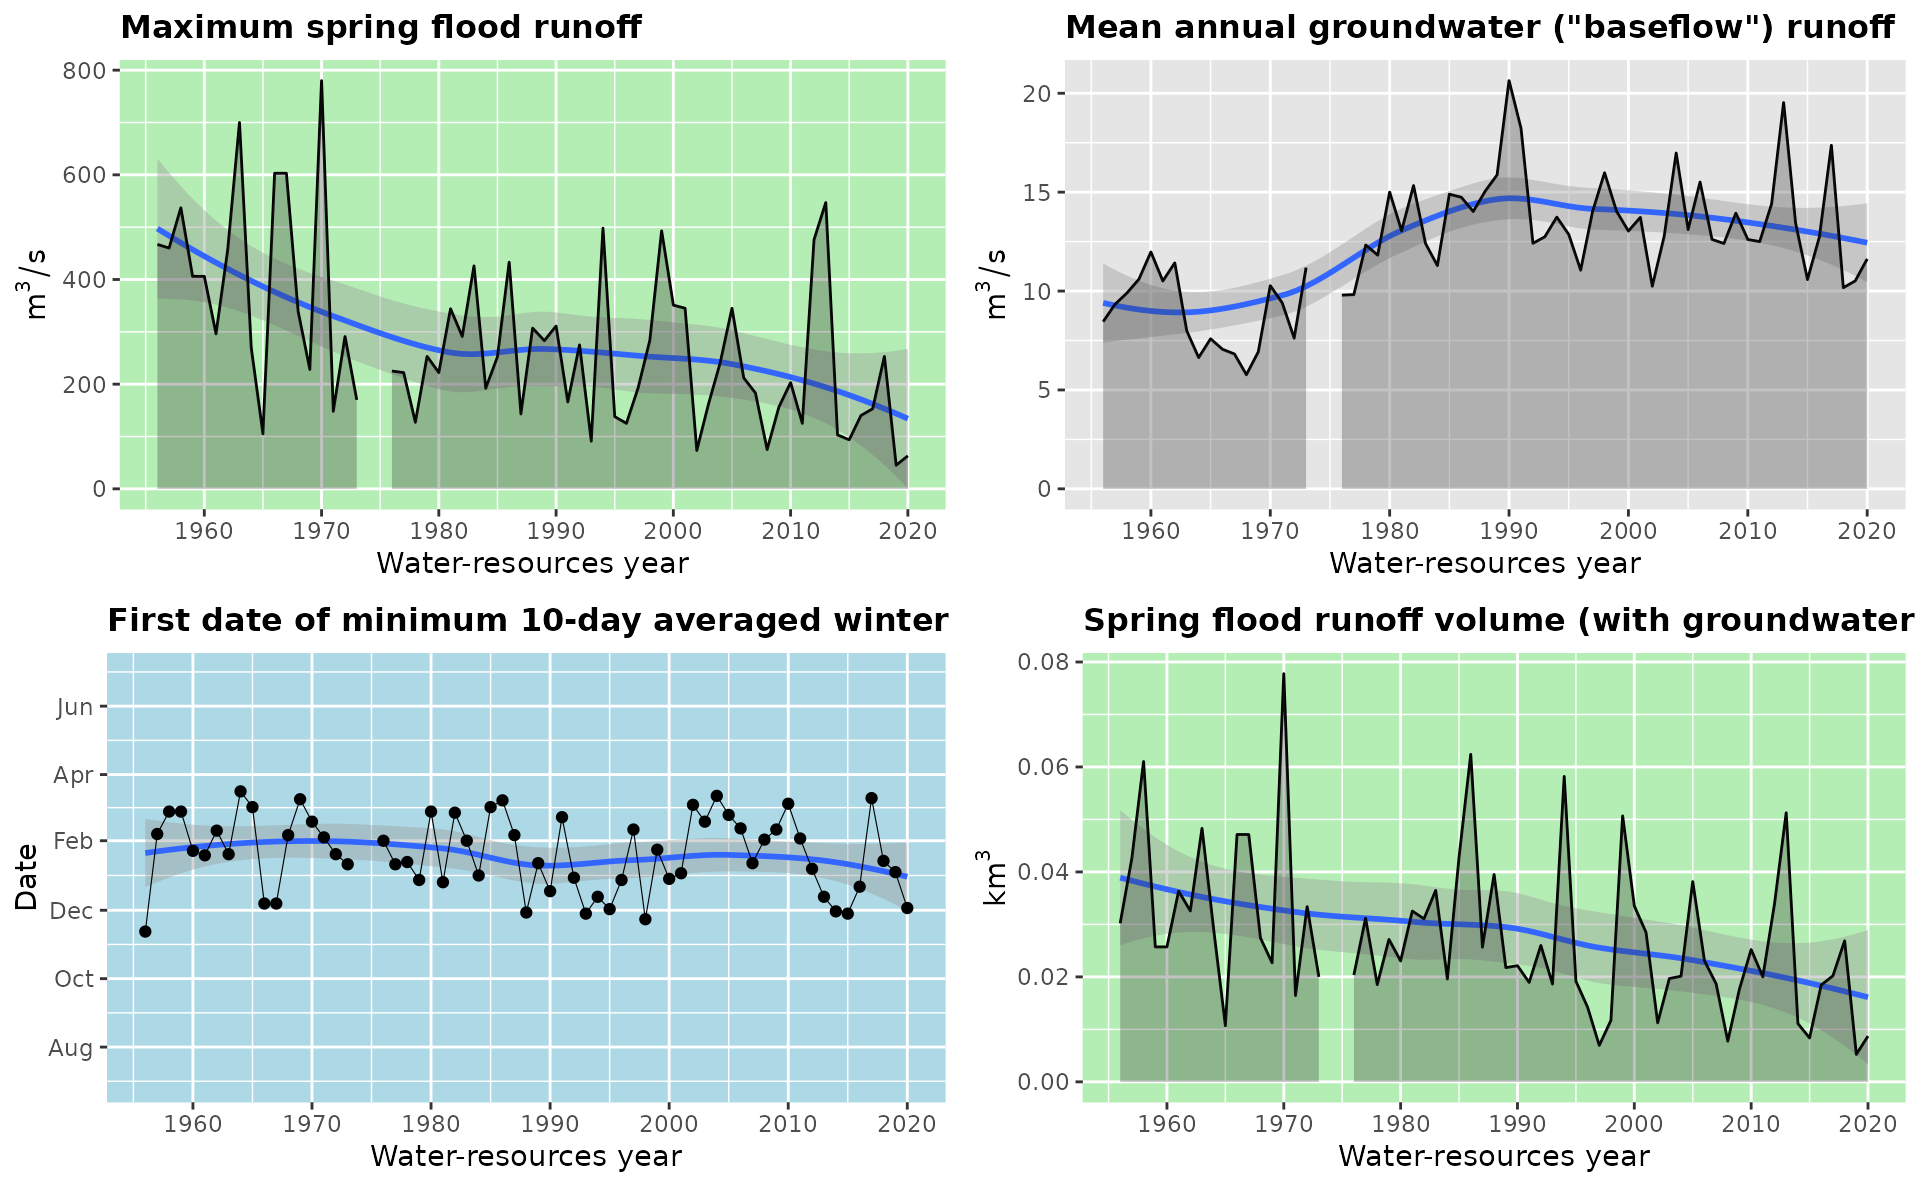 Maximum spring flood runoff
800
600
400
200
0
m³/s
1960 1970 1980 1990 2000 2010 2020
Water-resources year
Mean annual groundwater ("baseflow") runoff
20
15
10
5
0
m³/s
1960 1970 1980 1990 2000 2010 2020
Water-resources year
First date of minimum 10-day averaged winter
Jun
Apr
Feb
Dec
Oct
Aug
Date
1960 1970 1980 1990 2000 2010 2020
Water-resources year
Spring flood runoff volume (with groundwater
0.08
0.06
0.04
0.02
0.00
km³
1960 1970 1980 1990 2000 2010 2020
Water-resources year